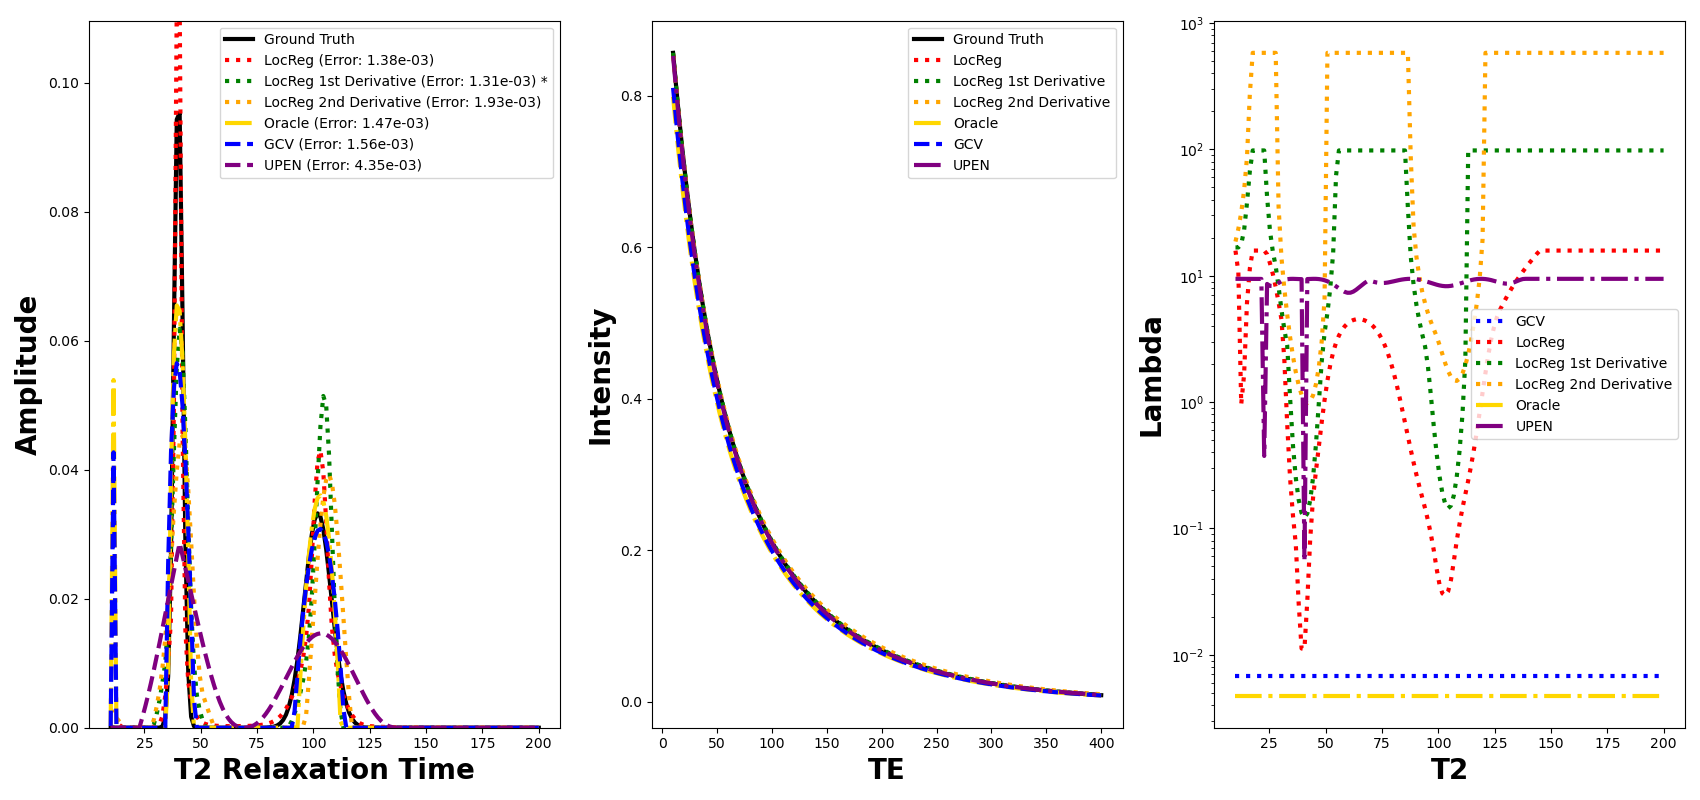 Amplitude
0.10
0.08
0.06
0.04
0.02
0.00
25
50
75
100
125
150
175
200
T2 Relaxation Time
Ground Truth
LocReg (Error: 1.38e-03)
LocReg 1st Derivative (Error: 1.31e-03) *
LocReg 2nd Derivative (Error: 1.93e-03)
Oracle (Error: 1.47e-03)
GCV (Error: 1.56e-03)
UPEN (Error: 4.35e-03)
Intensity
0.8
0.6
0.4
0.2
0.0
0
50
100
150
200
250
300
350
400
TE
Ground Truth
LocReg
LocReg 1st Derivative
LocReg 2nd Derivative
Oracle
GCV
UPEN
Lambda
10³
10²
10¹
10⁰
10⁻¹
10⁻²
25
50
75
100
125
150
175
200
T2
GCV
LocReg
LocReg 1st Derivative
LocReg 2nd Derivative
Oracle
UPEN